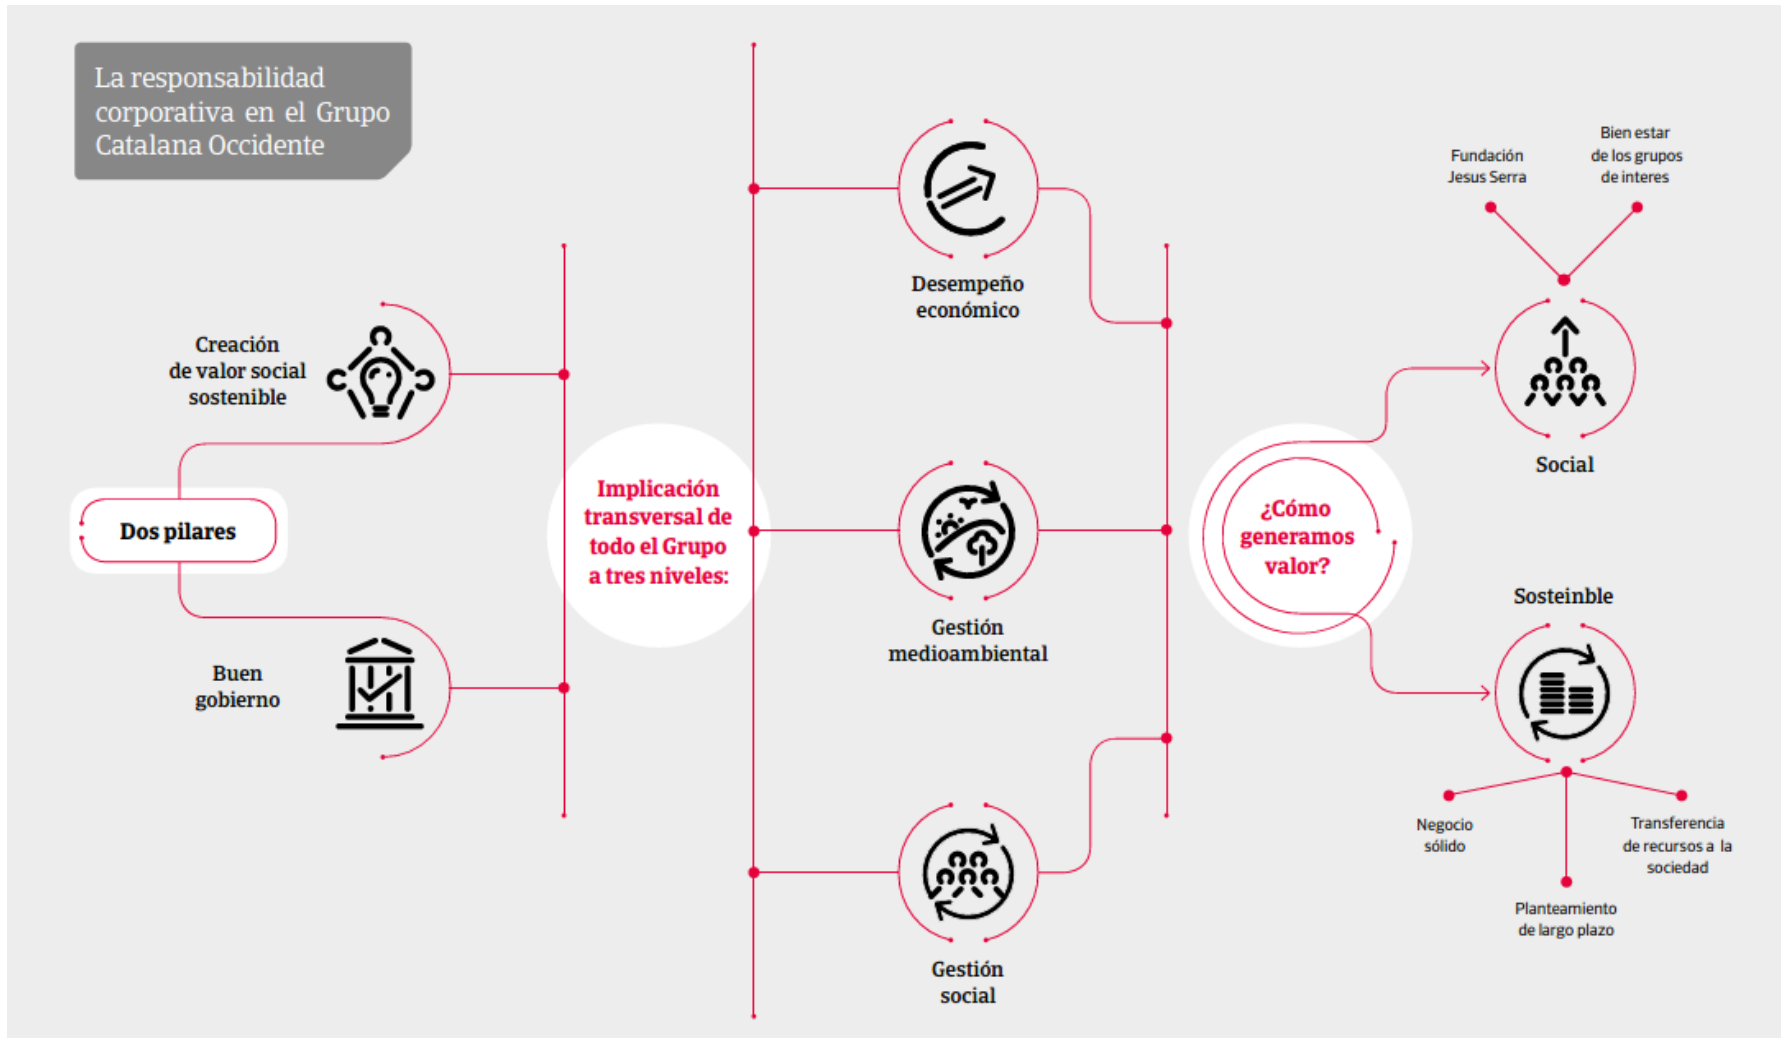 La responsabilidad
corporativa en el Grupo
Catalana Occidente
Creación
de valor social
sostenible
Dos pilares
Buen
gobierno
Implicación
transversal de
todo el Grupo
a tres niveles:
Desempeño
económico
Gestión
medioambiental
Gestión
social
¿Cómo
generamos
valor?
Fundación
Jesus Serra
Bien estar
de los grupos
de interes
Social
Sosteinble
Negocio
sólido
Planteamiento
de largo plazo
Transferencia
de recursos a la
sociedad